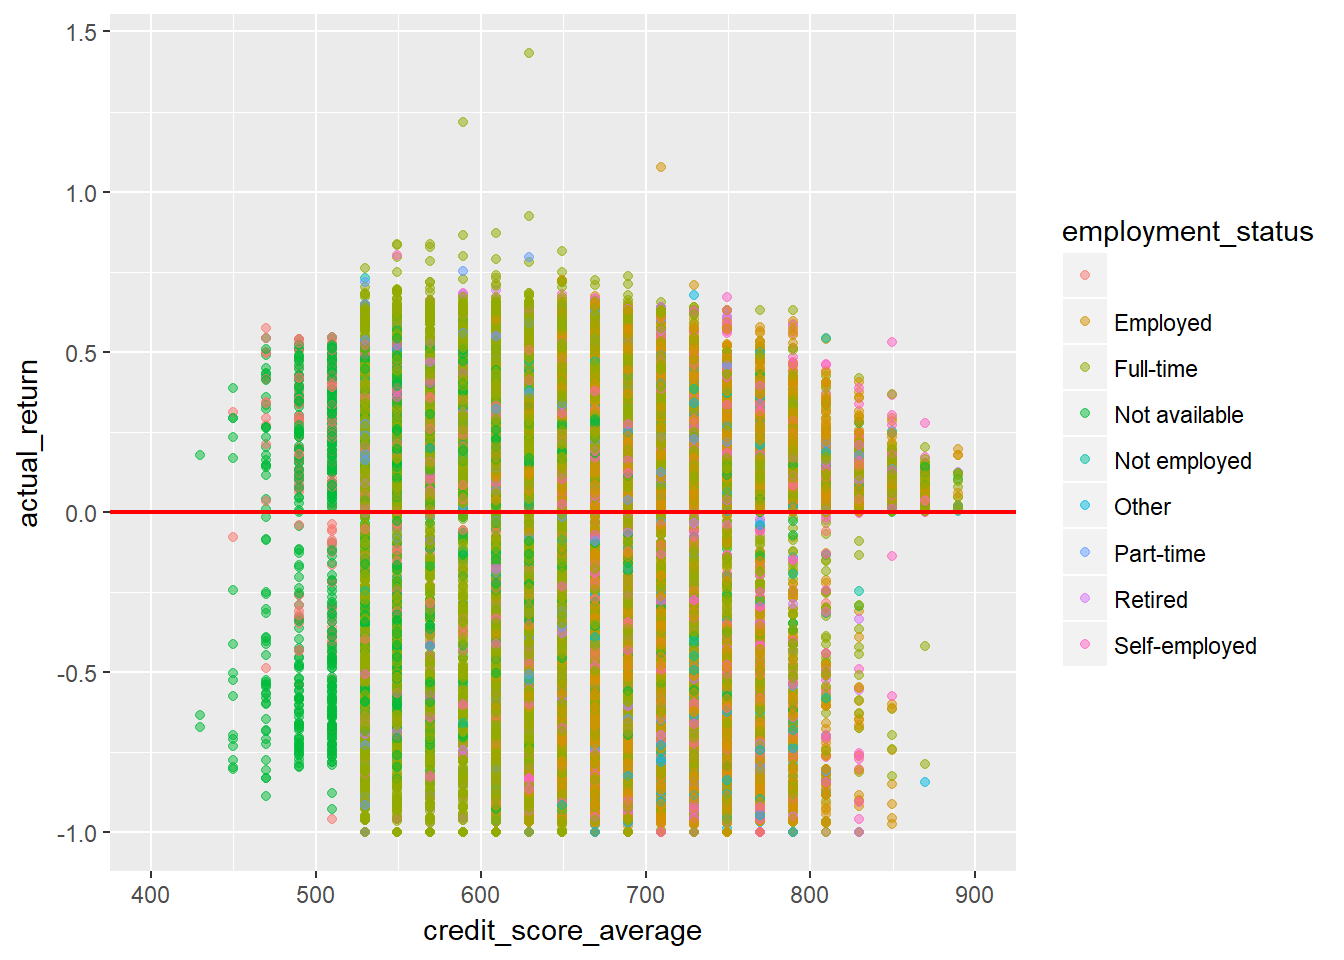 1.5
1.0
0.5
0.0
-0.5
-1.0
actual_return
400 500 600 700 800 900
credit_score_average
employment_status
Employed
Full-time
Not available
Not employed
Other
Part-time
Retired
Self-employed